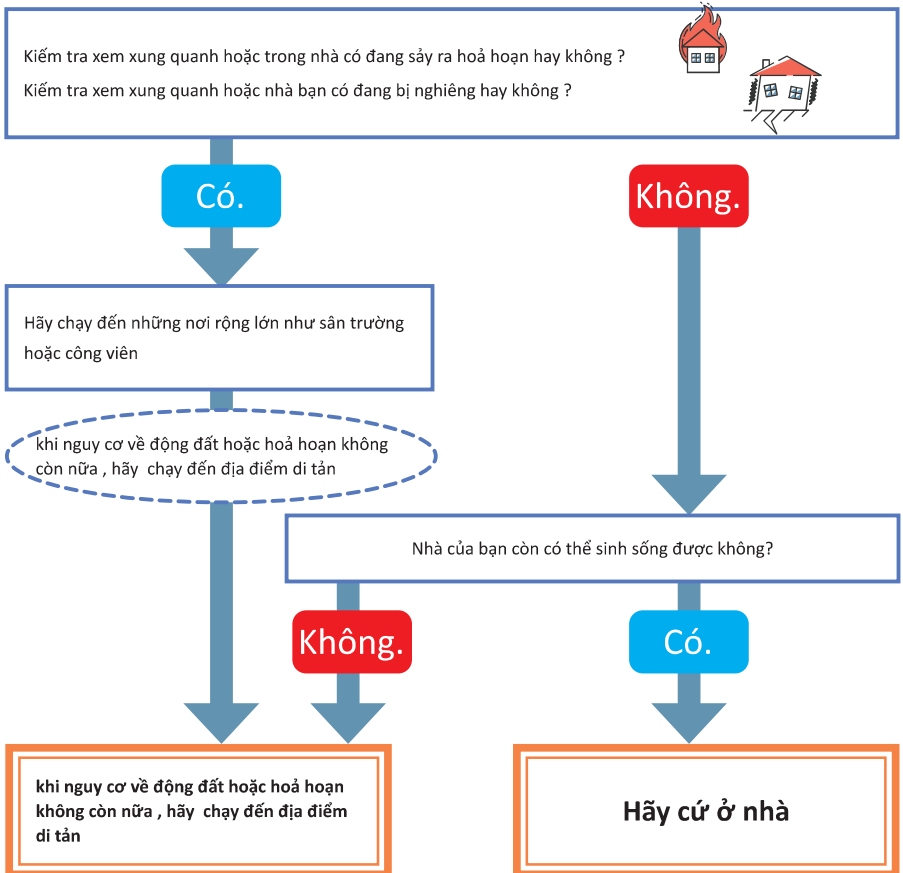 Kiếm tra xem xung quanh hoặc trong nhà có đang sảy ra hoả hoạn hay không ?
Kiếm tra xem xung quanh hoặc nhà bạn có đang bị nghiêng hay không ?
Có.
Không.
Hãy chạy đến những nơi rộng lớn như sân trường
hoặc công viên
khi nguy cơ về động đất hoặc hoả hoạn không
còn nữa , hãy chạy đến địa điểm di tản
Nhà của bạn còn có thể sinh sống được không?
Không.
Có.
khi nguy cơ về động đất hoặc hoả hoạn
không còn nữa , hãy chạy đến địa điểm
di tản
Hãy cứ ở nhà